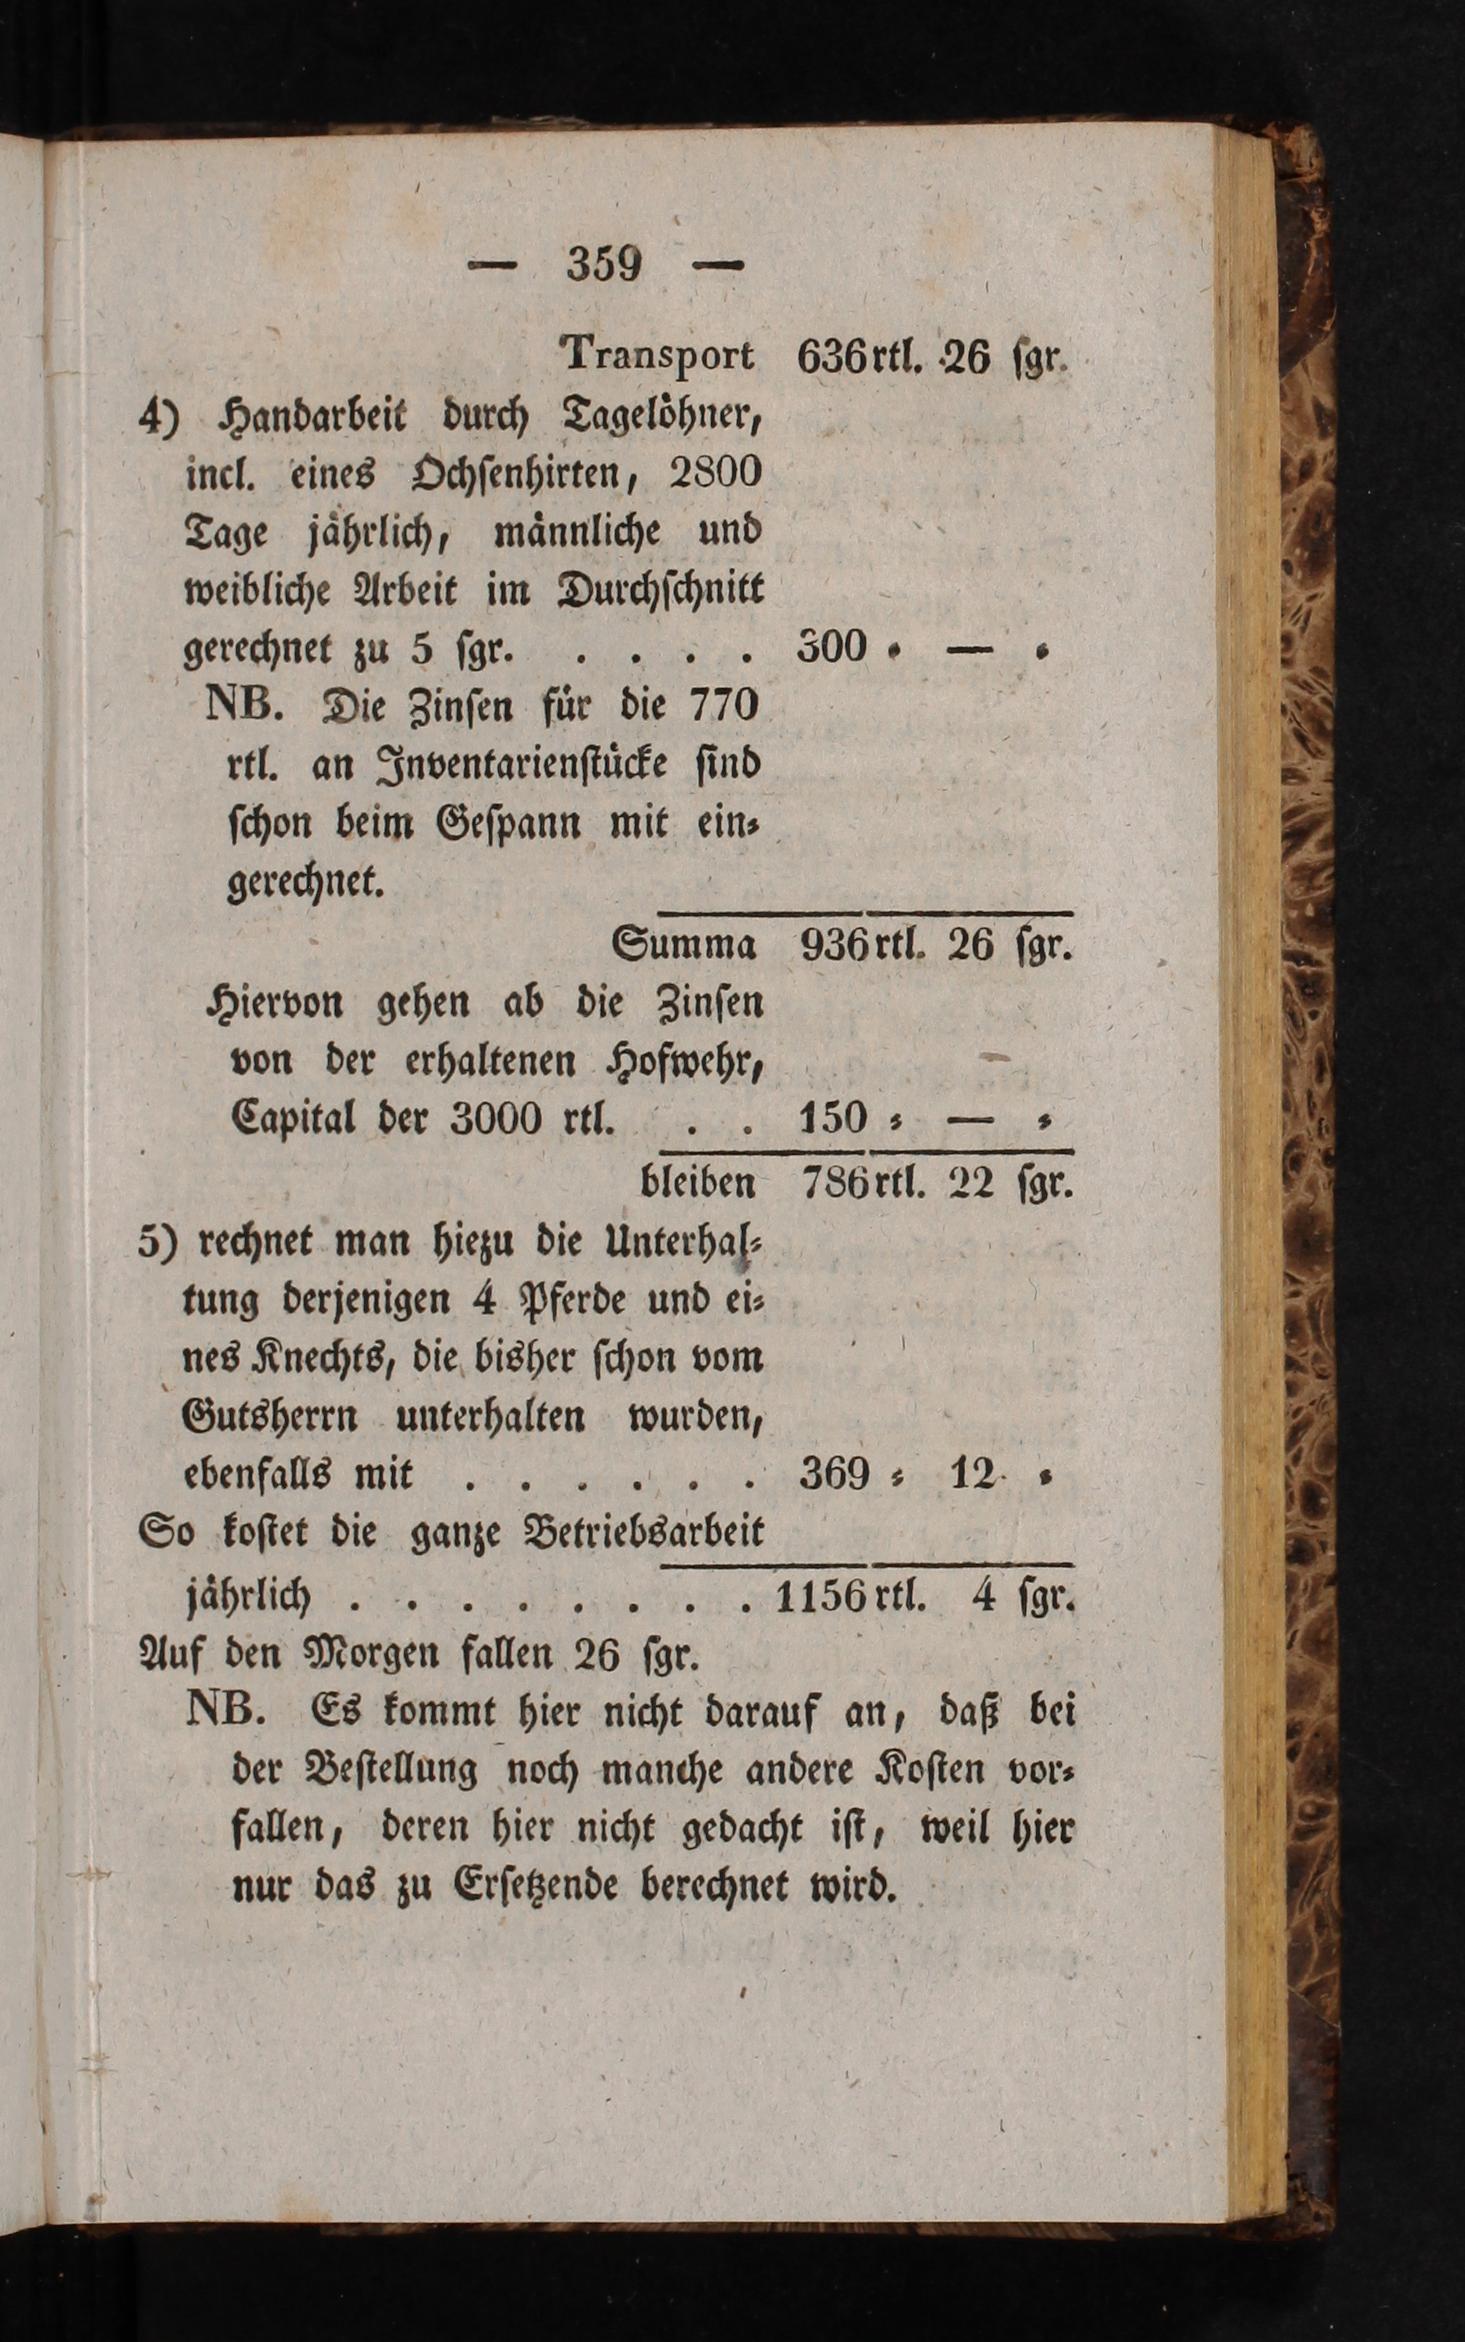 — 359 —
Transport 636 rtl. 26 ſgr.
4) Handarbeit durch Tagelöhner,
incl. eines Ochſenhirten, 2800
Tage jährlich, männliche und
weibliche Arbeit im Durchſchnitt
gerechnet zu 5 ſgr. . . . . 300 ⸗ — ⸗
NB. Die Zinſen für die 770
rtl. an Inventarienſtücke ſind
ſchon beim Geſpann mit ein⸗
gerechnet.
Summa 936 rtl. 26 ſgr.
Hiervon gehen ab die Zinſen
von der erhaltenen Hofwehr,
Capital der 3000 rtl. . . 150 ⸗ — ⸗
bleiben 786 rtl. 22 ſgr.
5) rechnet man hiezu die Unterhal⸗
tung derjenigen 4 Pferde und ei⸗
nes Knechts, die bisher ſchon vom
Gutsherrn unterhalten wurden,
ebenfalls mit . . . . . . 369 ⸗ 12 ⸗
So koſtet die ganze Betriebsarbeit
jährlich . . . . . . . . 1156 rtl. 4 ſgr.
Auf den Morgen fallen 26 ſgr.
NB. Es kommt hier nicht darauf an, daß bei
der Beſtellung noch manche andere Koſten vor⸗
fallen, deren hier nicht gedacht iſt, weil hier
nur das zu Erſetzende berechnet wird.